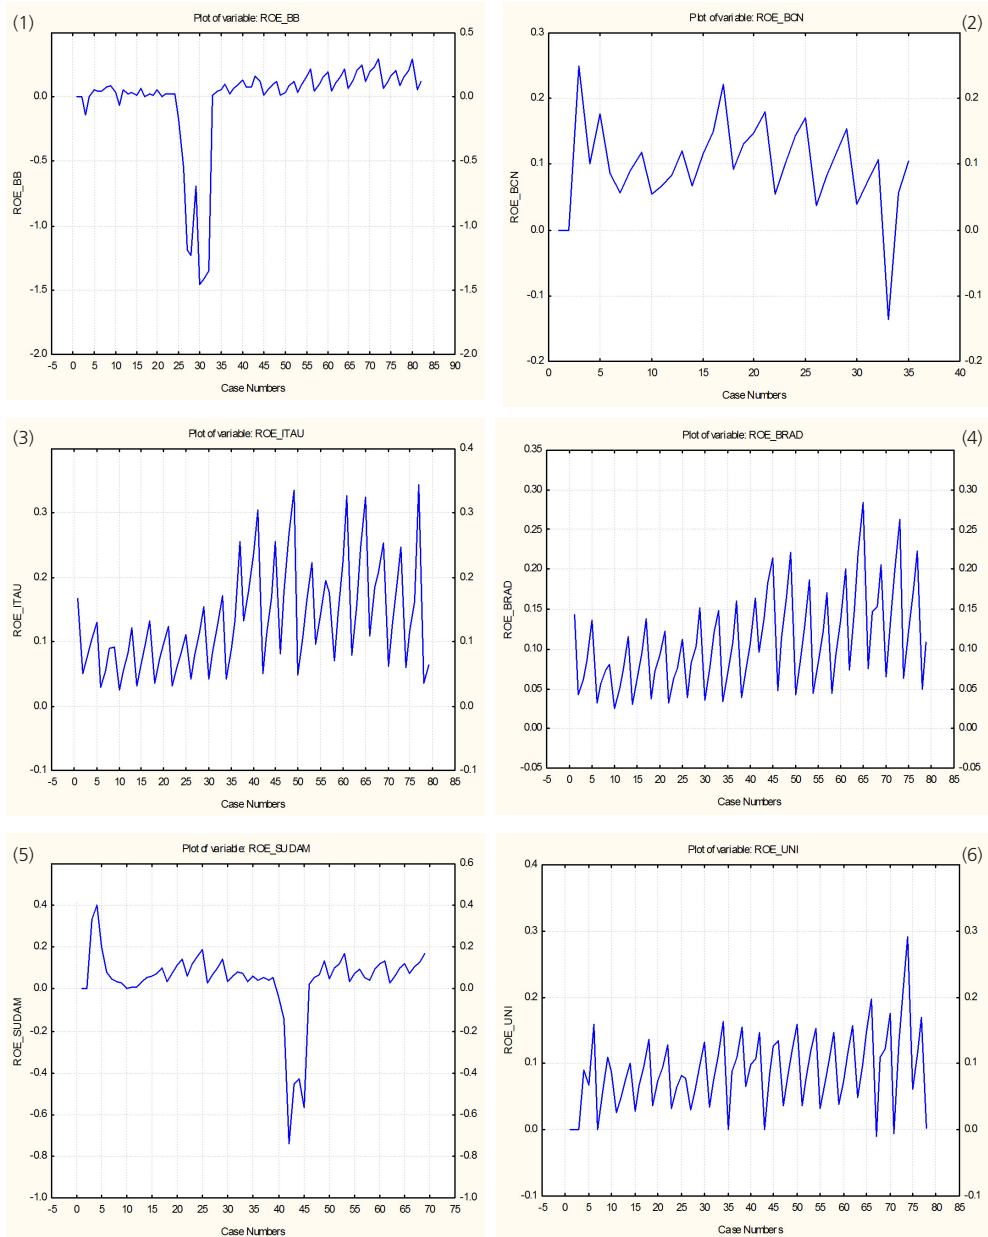 (1)
Plot of variable: ROE_BB
ROE_BB
0.5
0.0 0.0
-0.5 -0.5
-1.0 -1.0
-1.5 -1.5
-2.0 -2.0
-5 0 5 10 15 20 25 30 35 40 45 50 55 60 65 70 75 80 85 90
Case Numbers
(2)
Plot of variable: ROE_BCN
ROE_BCN
0.3
0.2 0.2
0.1 0.1
0.0 0.0
-0.1 -0.1
-0.2 -0.2
0 5 10 15 20 25 30 35 40
Case Numbers
(3)
Plot of variable: ROE_ITAU
ROE_ITAU
0.4
0.3 0.3
0.2 0.2
0.1 0.1
0.0 0.0
-0.1 -0.1
-5 0 5 10 15 20 25 30 35 40 45 50 55 60 65 70 75 80 85
Case Numbers
(4)
Plot of variable: ROE_BRAD
ROE_BRAD
0.35
0.30 0.30
0.25 0.25
0.20 0.20
0.15 0.15
0.10 0.10
0.05 0.05
0.00 0.00
-0.05 -0.05
-5 0 5 10 15 20 25 30 35 40 45 50 55 60 65 70 75 80 85
Case Numbers
(5)
Plot of variable: ROE_SUDAM
ROE_SUDAM
0.6
0.4 0.4
0.2 0.2
0.0 0.0
-0.2 -0.2
-0.4 -0.4
-0.6 -0.6
-0.8 -0.8
-1.0 -1.0
-5 0 5 10 15 20 25 30 35 40 45 50 55 60 65 70 75
Case Numbers
(6)
Plot of variable: ROE_UNI
ROE_UNI
0.4
0.3 0.3
0.2 0.2
0.1 0.1
0.0 0.0
-0.1 -0.1
-5 0 5 10 15 20 25 30 35 40 45 50 55 60 65 70 75 80 85
Case Numbers